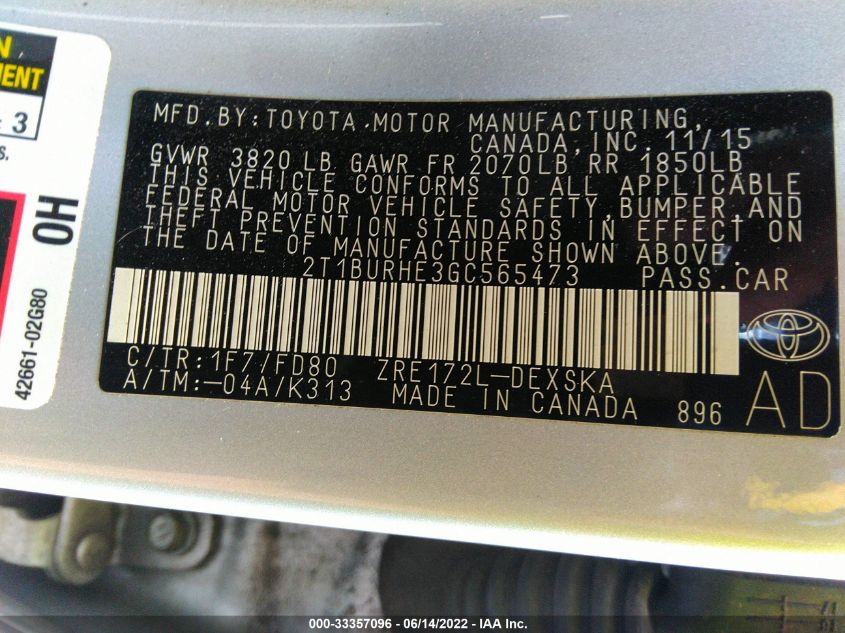 N
MENT
: 3
S.
OH
42661-02G80
MFD.BY:TOYOTA MOTOR MANUFACTURING,
CANADA,INC. 11/15
GVWR 3820 LB GAWR FR 2070LB RR 1850LB
THIS VEHICLE CONFORMS TO ALL APPLICABLE
FEDERAL MOTOR VEHICLE SAFETY,BUMPER,AND
THEFT PREVENTION STANDARDS IN EFFECT ON
THE DATE OF MANUFACTURE SHOWN ABOVE.
2T1BURHE3GC565473 PASS.CAR
C/TR:1F7/FD80 ZRE172L-DEXSKA
A/TM:-04A/K313 MADE IN CANADA 896
AD
000-33357096 - 06/14/2022 - IAA Inc.